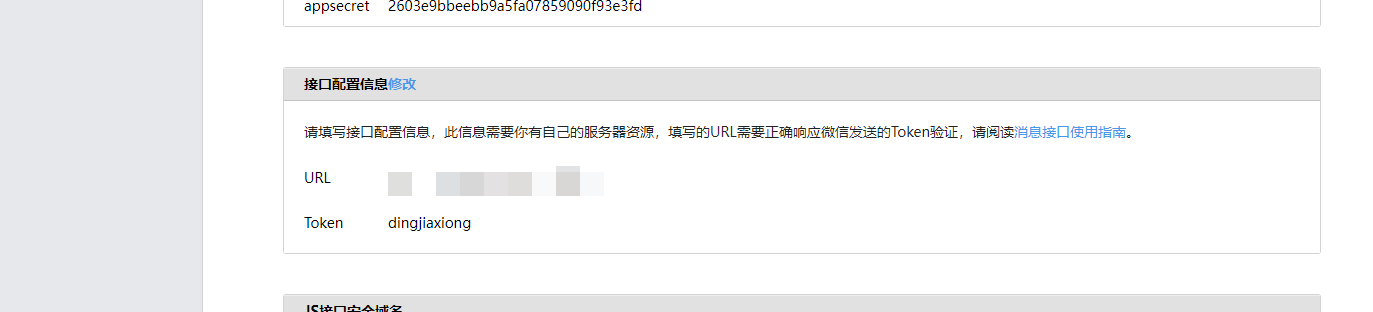 appsecret 2603e9bbeebb9a5fa07859090f93e3fd
接口配置信息修改
请填写接口配置信息，此信息需要你有自己的服务器资源，填写的URL需要正确响应微信发送的Token验证，请阅读消息接口使用指南。
URL
Token dingjiaxiong
JS接口安全域名